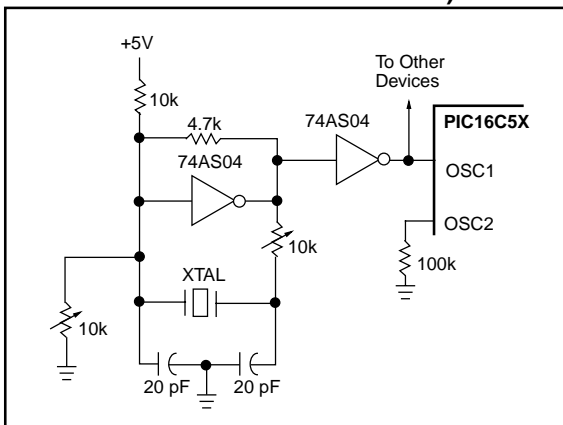 +5V
10k
4.7k
74AS04
74AS04
To Other
Devices
PIC16C5X
OSC1
OSC2
10k
100k
XTAL
10k
20 pF
20 pF